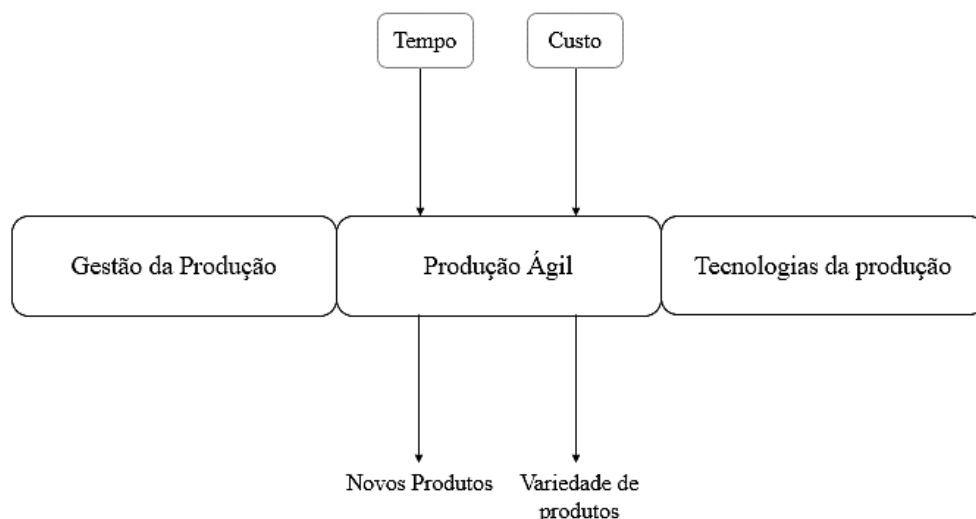 Tempo
Custo
Gestão da Produção
Produção Ágil
Tecnologias da produção
Novos Produtos
Variedade de
produtos